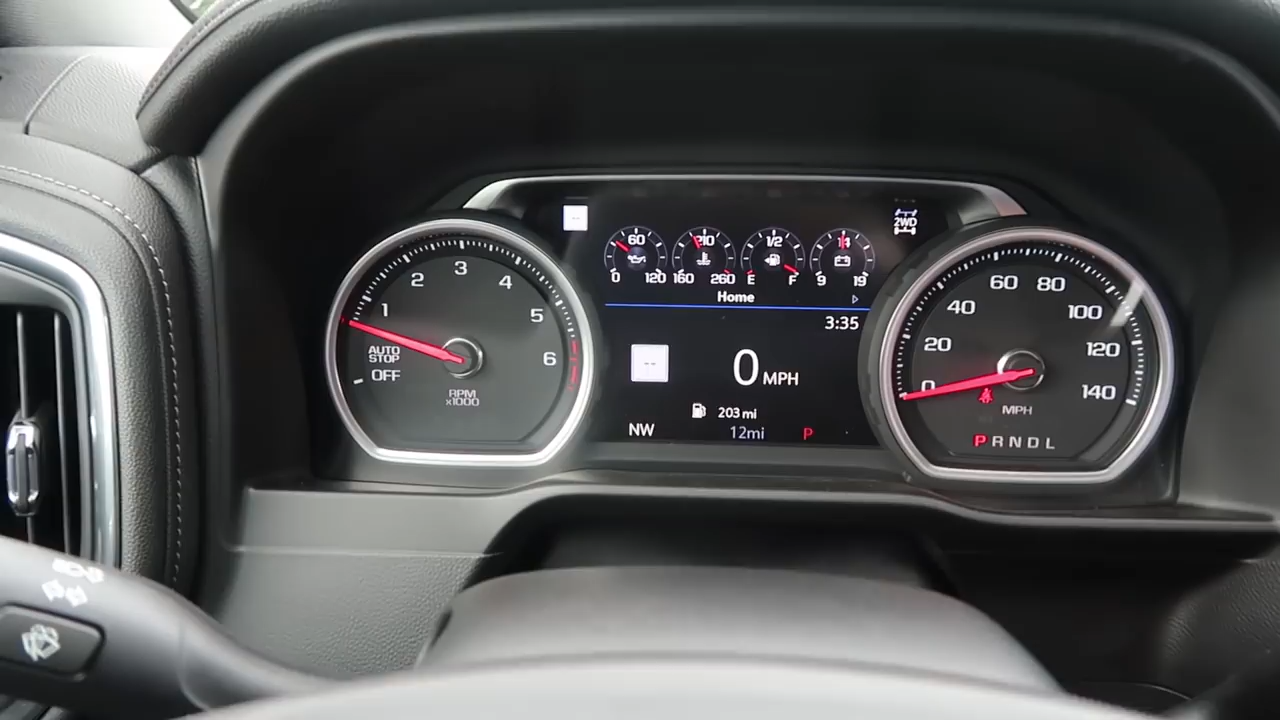 2WD
60
0 120
210
160 260
1/2
E F
14
9 19
Home
3:35
--
0 MPH
203 mi
NW 12mi P
1 2 3 4 5 6
AUTO
STOP
OFF
RPM
x1000
0 20 40 60 80 100 120 140
MPH
P R N D L